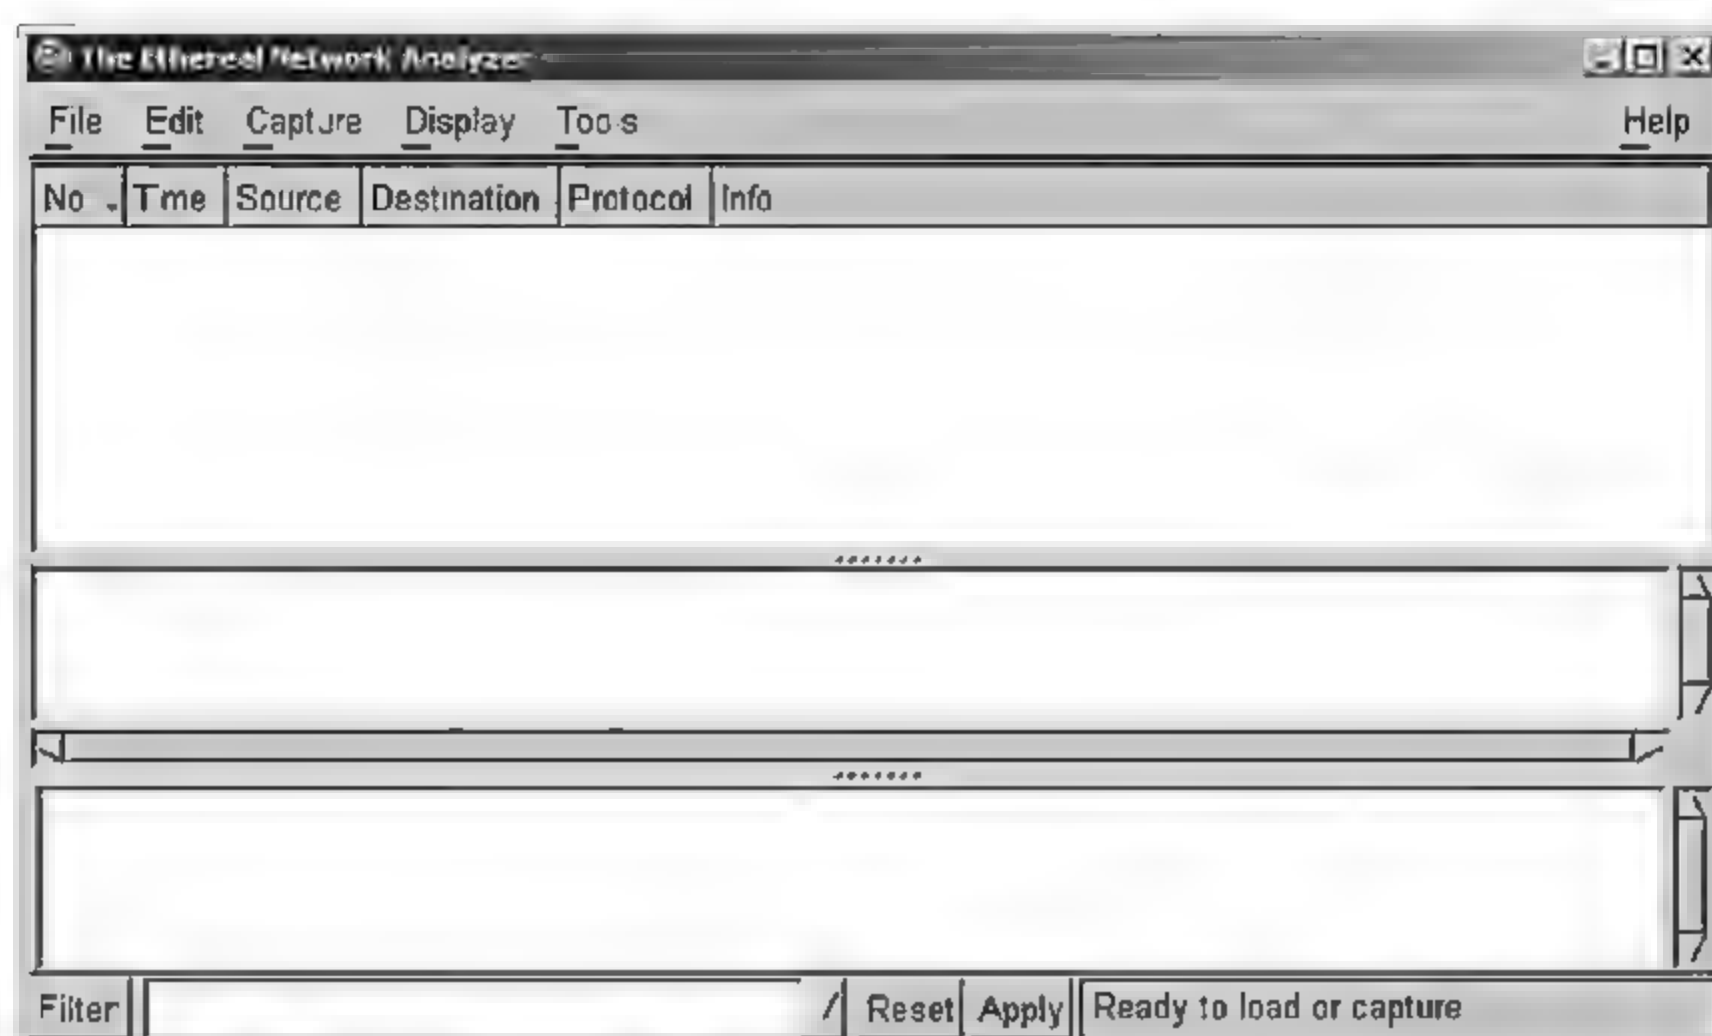 The Ethereal Network Analyzer
File Edit Capture Display Tools Help
No. Time Source Destination Protocol Info
Filter Reset Apply Ready to load or capture